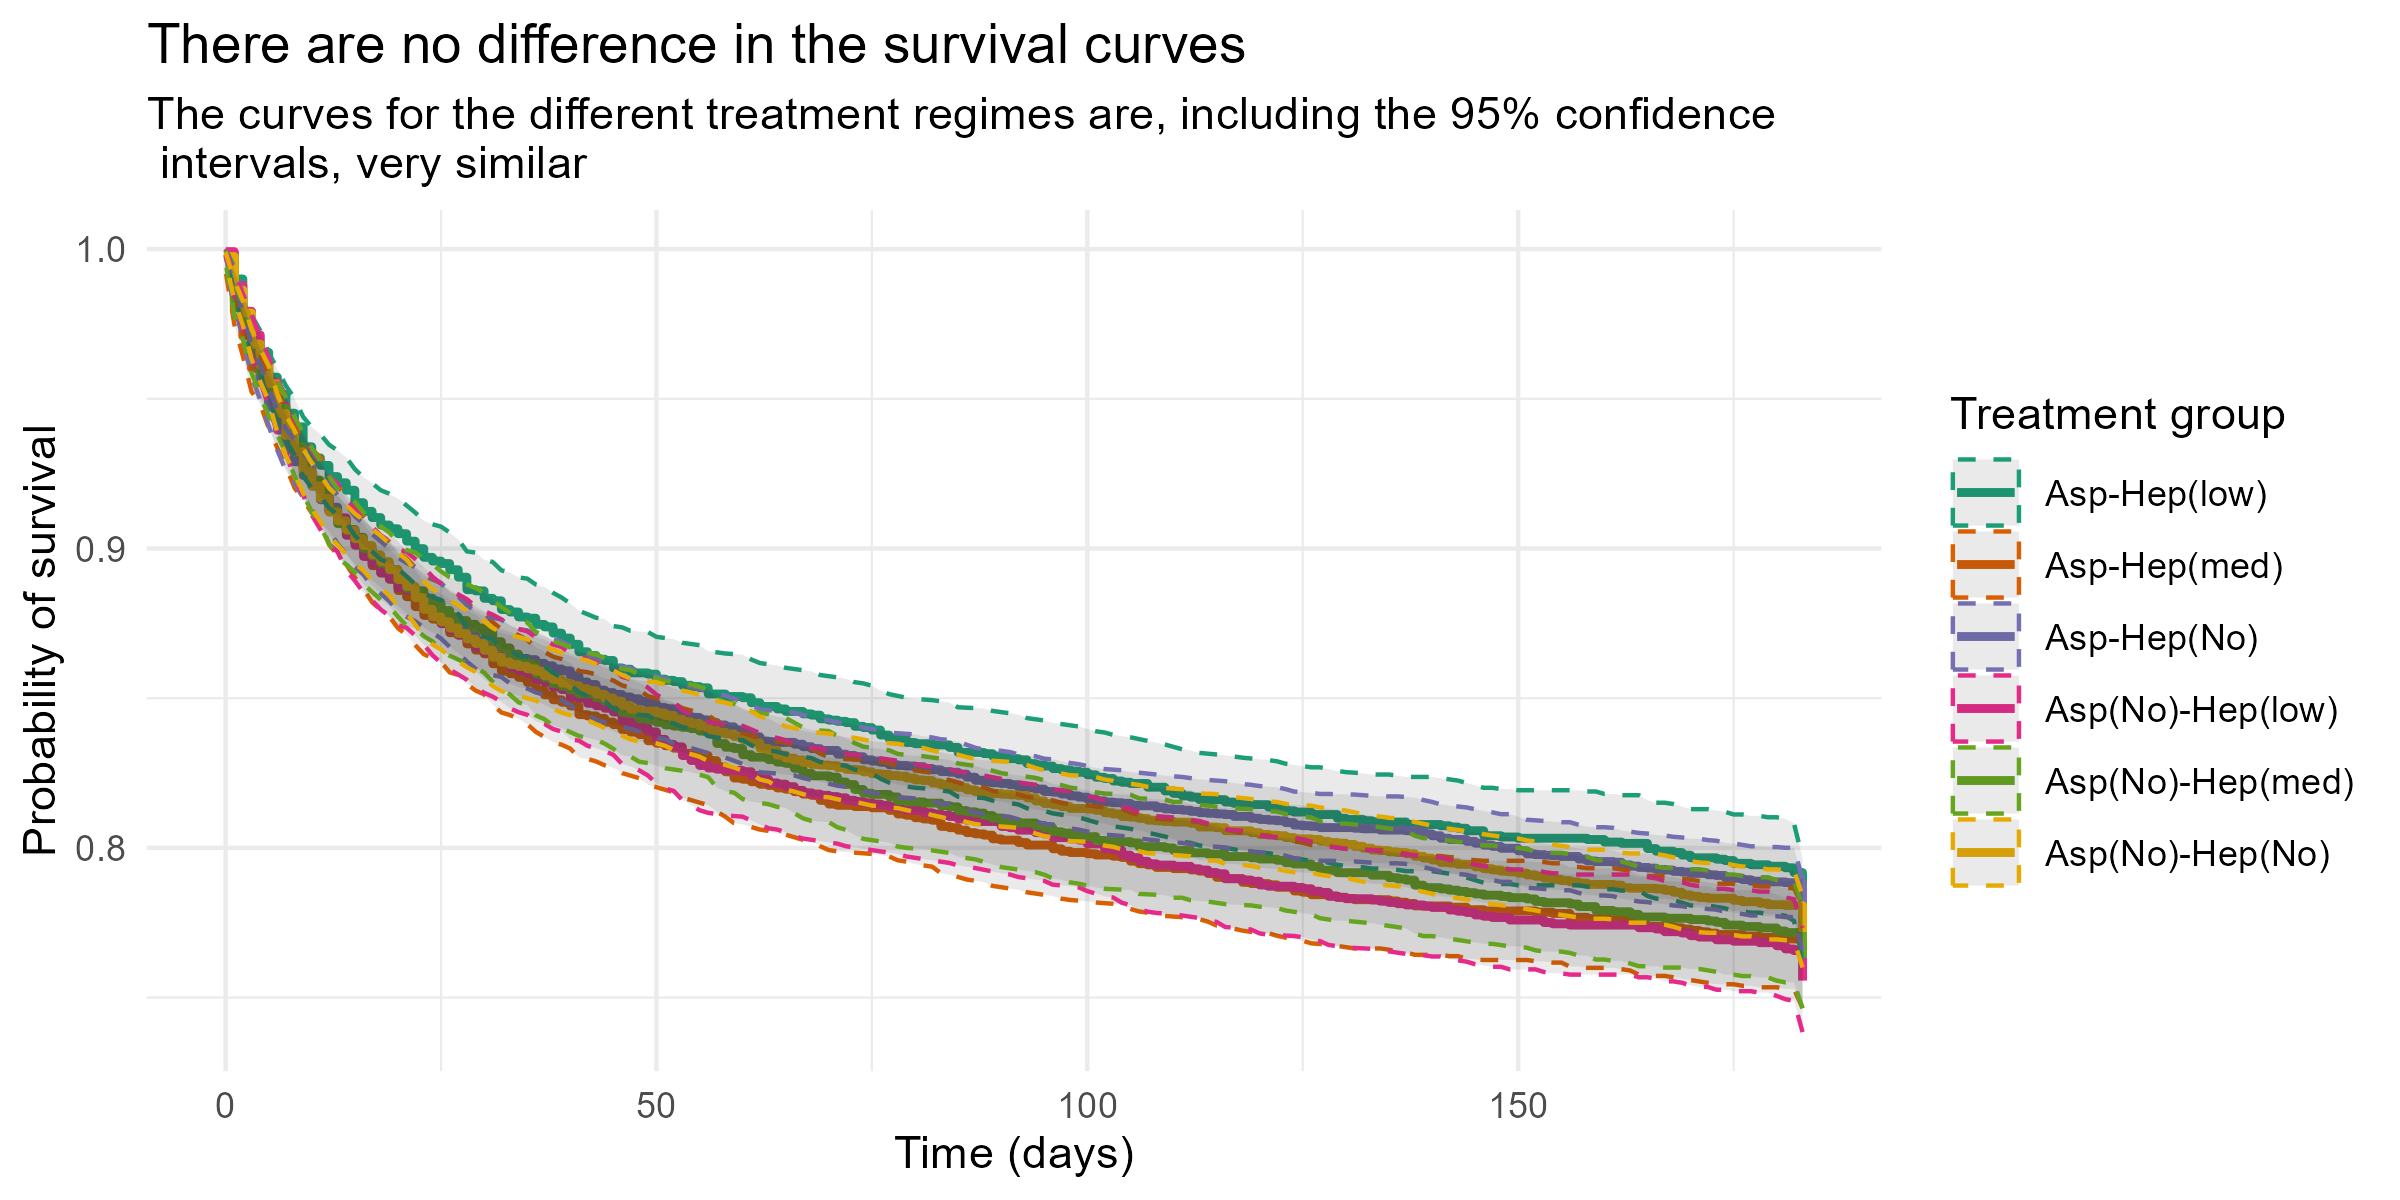 There are no difference in the survival curves
The curves for the different treatment regimes are, including the 95% confidence
intervals, very similar
1.0
0.9
0.8
Probability of survival
0
50
100
150
Time (days)
Treatment group
Asp-Hep(low)
Asp-Hep(med)
Asp-Hep(No)
Asp(No)-Hep(low)
Asp(No)-Hep(med)
Asp(No)-Hep(No)